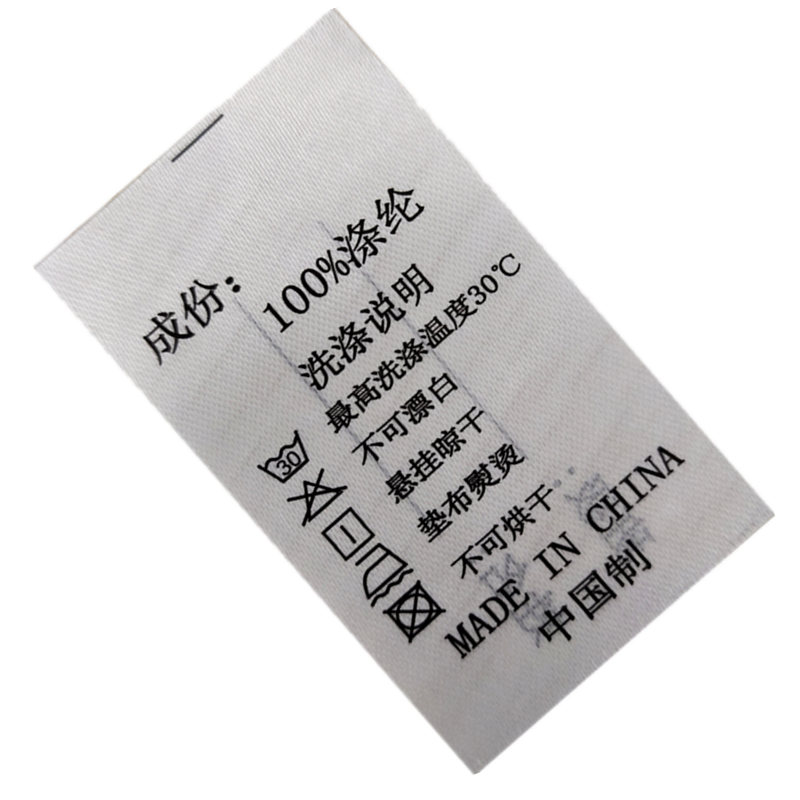 成份：100%涤纶
洗涤说明
30 最高洗涤温度30℃
不可漂白
悬挂晾干
垫布熨烫
不可烘干
MADE IN CHINA
中国制